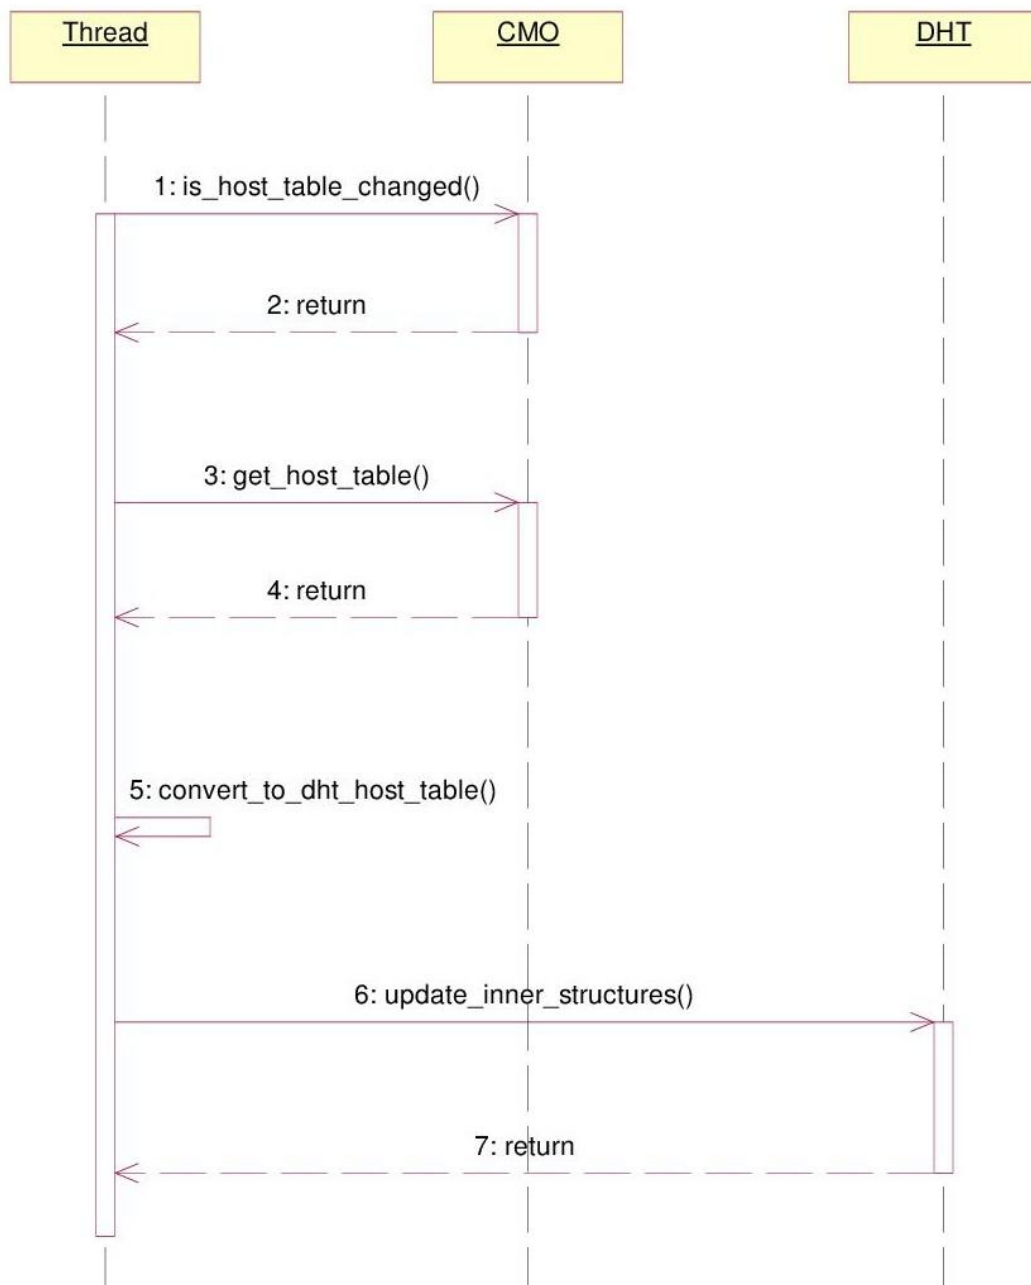 Thread
CMO
DHT
1: is_host_table_changed()
2: return
3: get_host_table()
4: return
5: convert_to_dht_host_table()
6: update_inner_structures()
7: return